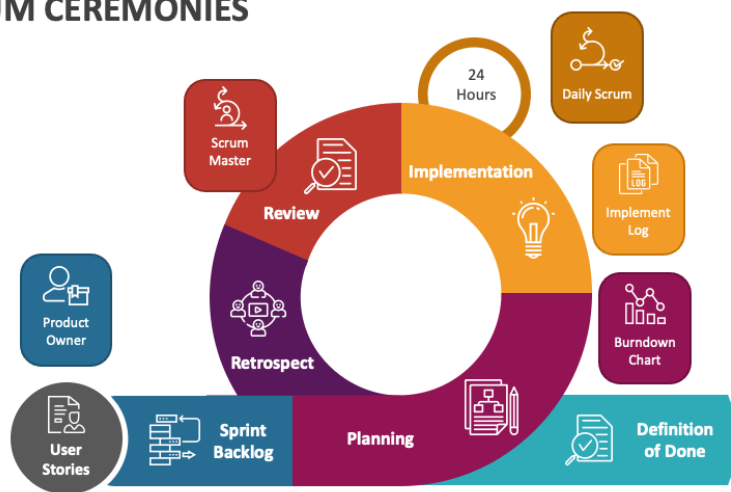 UM CEREMONIES
24
Hours
Daily Scrum
Scrum
Master
Implementation
Review
LOG
Implement
Log
Product
Owner
Retrospect
Burndown
Chart
User
Stories
Sprint
Backlog
Planning
Definition
of Done